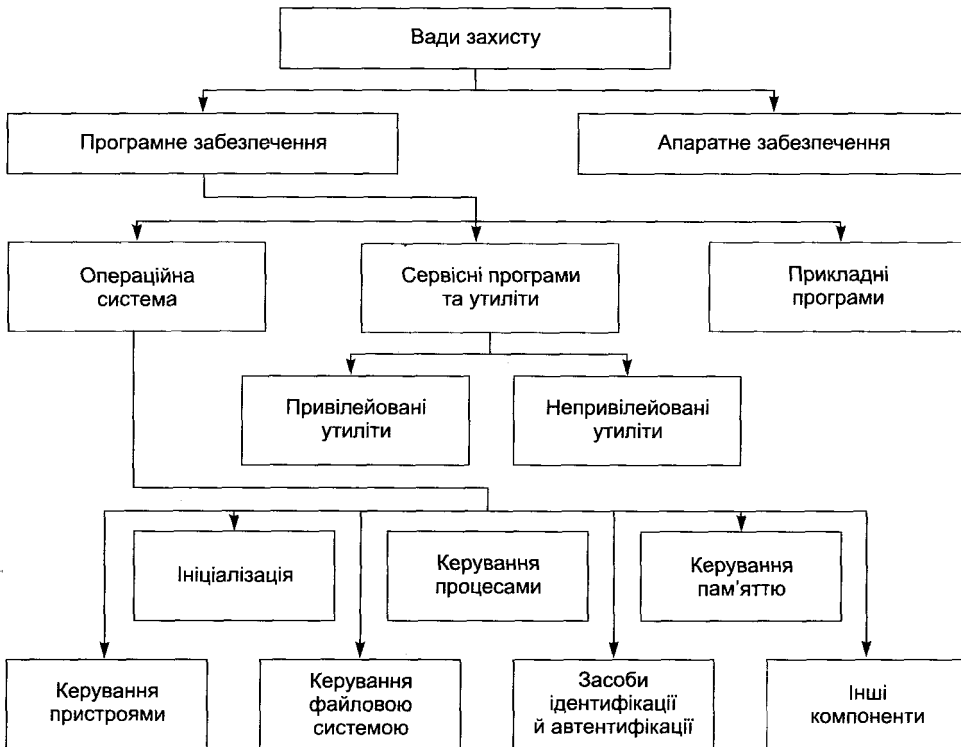 Вади захисту
Програмне забезпечення
Апаратне забезпечення
Операційна
система
Сервісні програми
та утиліти
Прикладні
програми
Привілейовані
утиліти
Непривілейовані
утиліти
Ініціалізація
Керування
процесами
Керування
пам’яттю
Керування
пристроями
Керування
файловою
системою
Засоби
ідентифікації
й автентифікації
Інші
компоненти